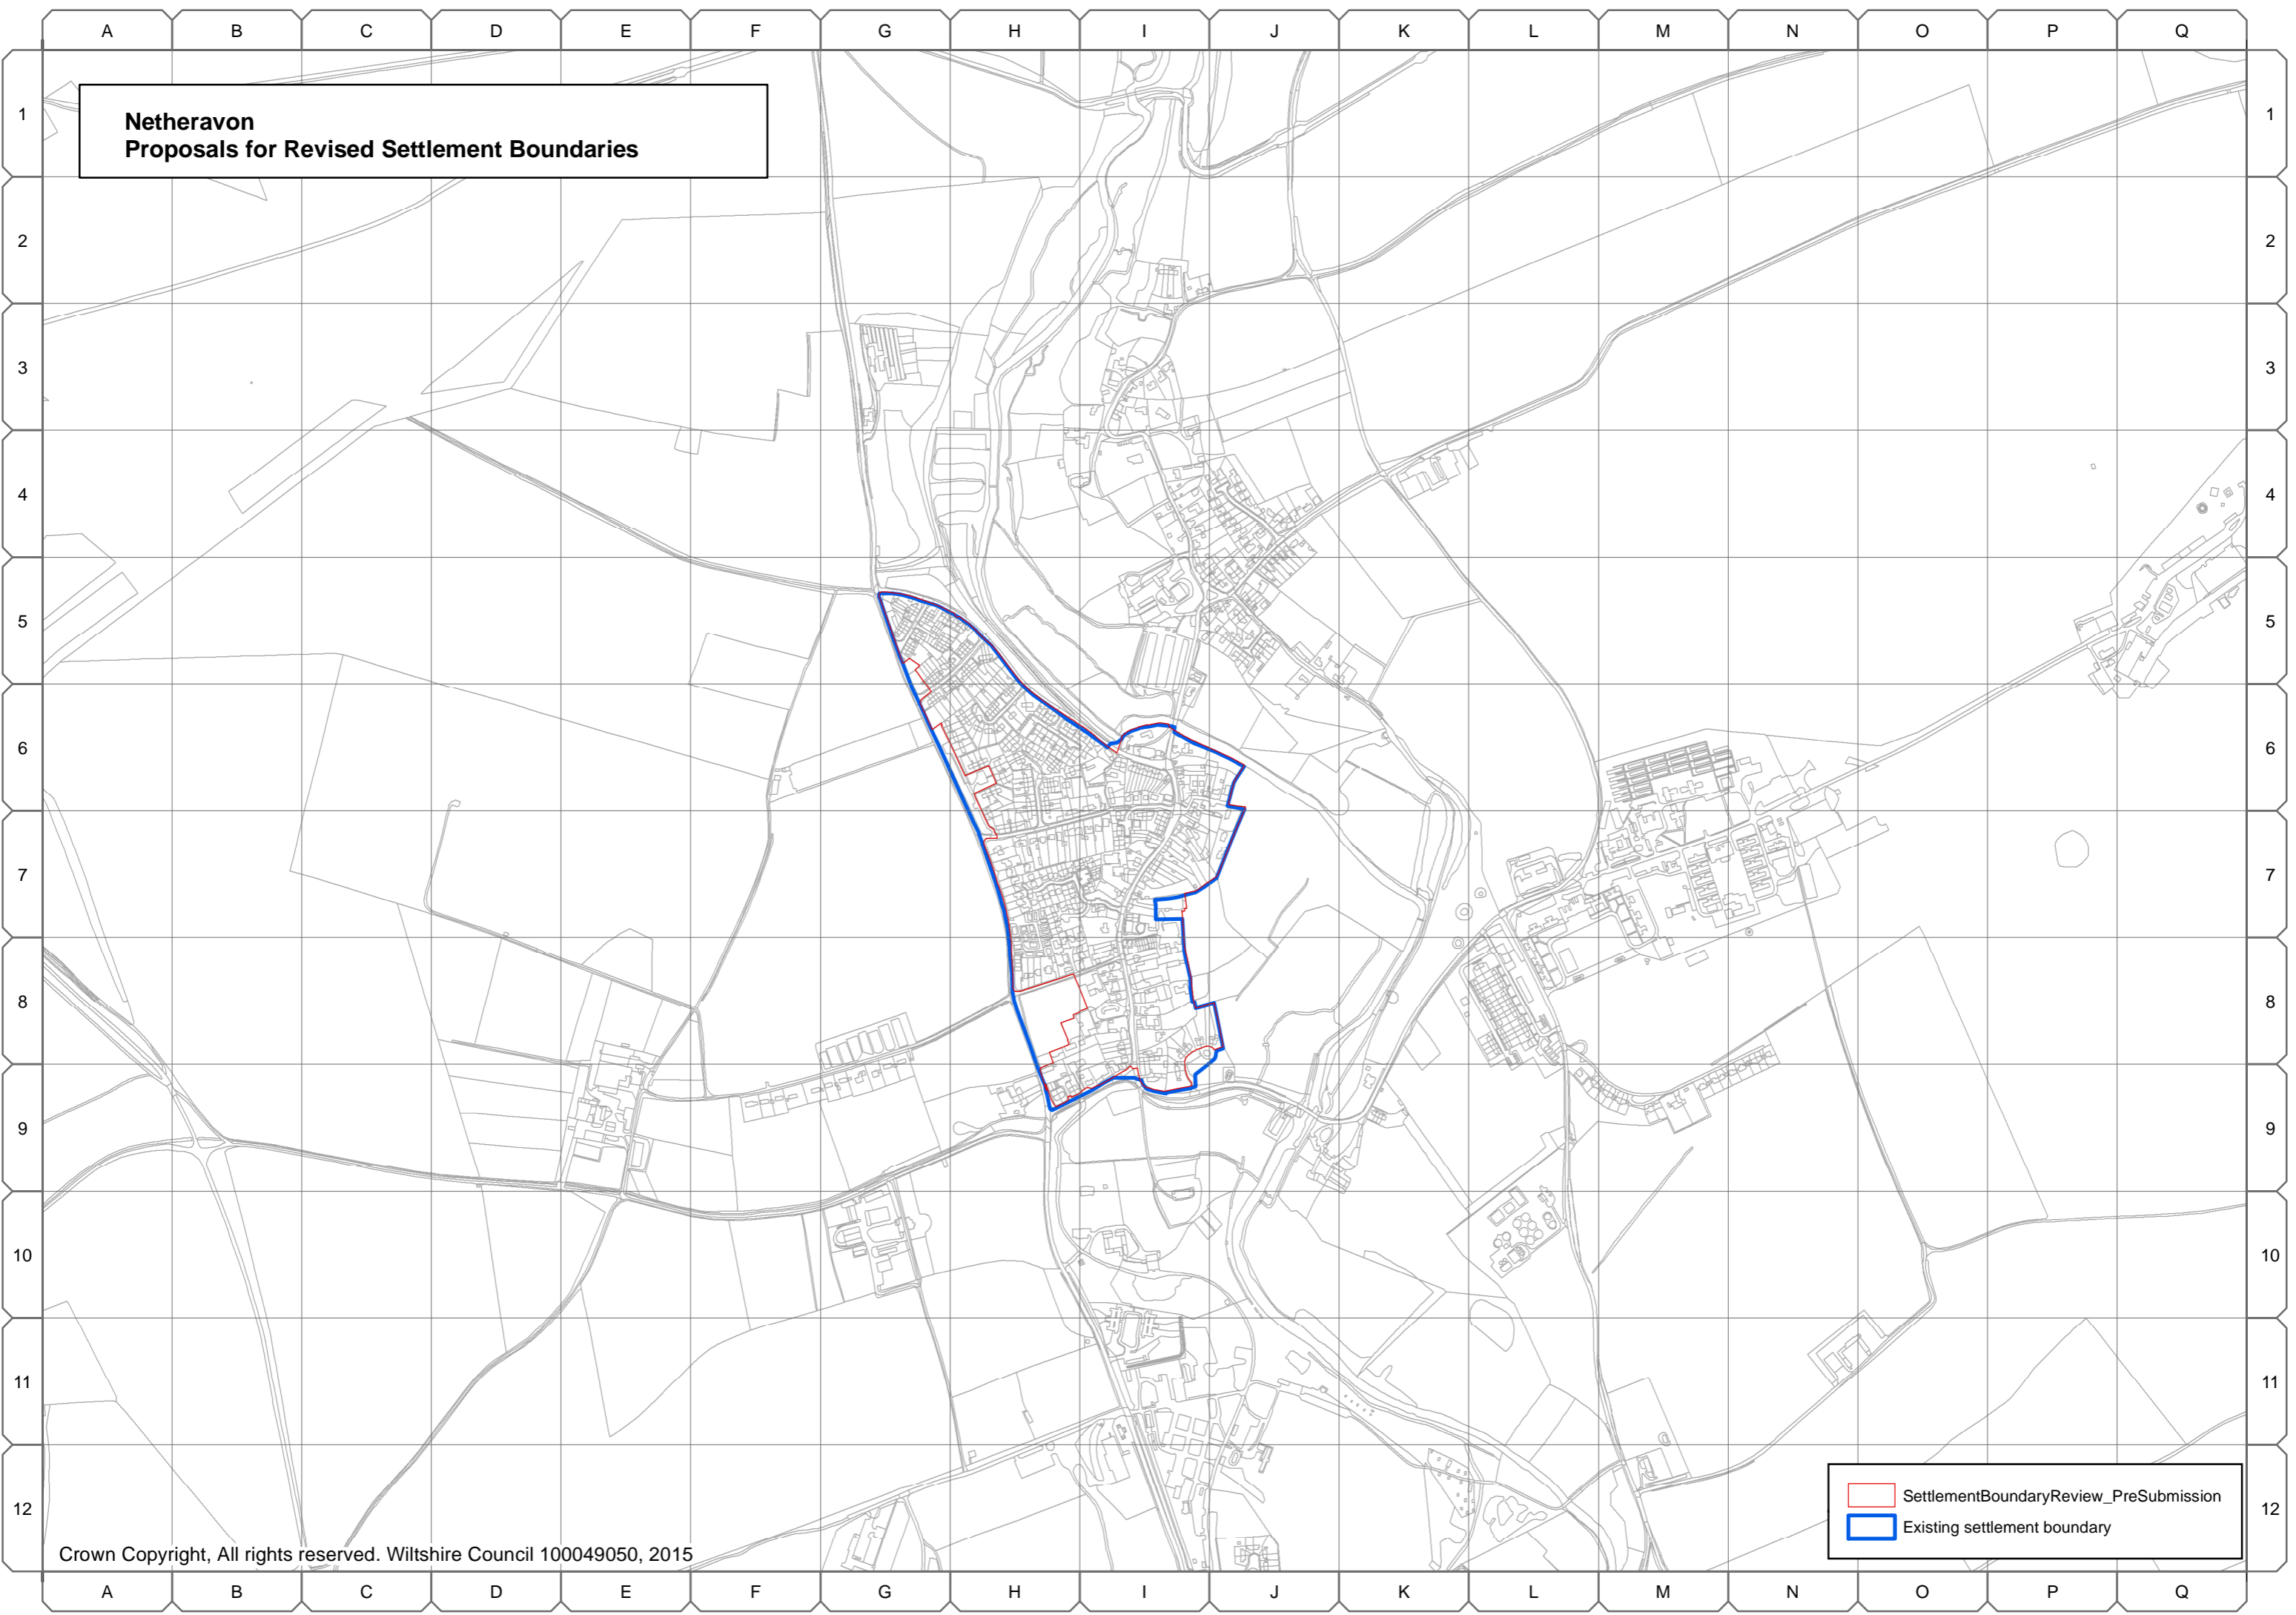 A B C D E F G H I J K L M N O P Q
Netheravon
Proposals for Revised Settlement Boundaries
1 1
2 2
3 3
4 4
5 5
6 6
7 7
8 8
9 9
10 10
11 11
12 12
SettlementBoundaryReview_PreSubmission
Existing settlement boundary
Crown Copyright, All rights reserved. Wiltshire Council 100049050, 2015
A B C D E F G H I J K L M N O P Q